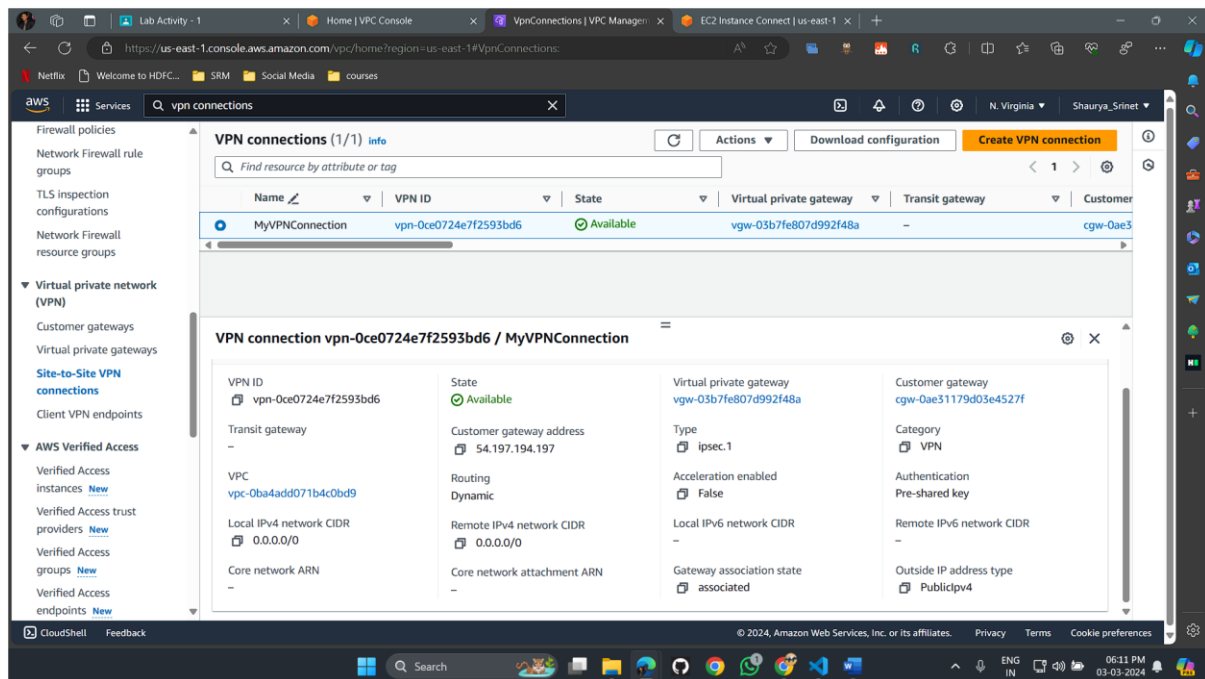 Lab Activity - 1
Home | VPC Console
VpnConnections | VPC Managem
EC2 Instance Connect | us-east-1
https://us-east-1.console.aws.amazon.com/vpc/home?region=us-east-1#VpnConnections:
Netflix Welcome to HDFC... SRM Social Media courses
aws Services vpn connections N. Virginia Shaurya_Srinet
Firewall policies
Network Firewall rule
groups
TLS inspection
configurations
Network Firewall
resource groups
Virtual private network
(VPN)
Customer gateways
Virtual private gateways
Site-to-Site VPN
connections
Client VPN endpoints
AWS Verified Access
Verified Access
instances New
Verified Access trust
providers New
Verified Access
groups New
Verified Access
endpoints New
VPN connections (1/1) info Actions Download configuration Create VPN connection
Find resource by attribute or tag 1
Name VPN ID State Virtual private gateway Transit gateway Customer
MyVPNConnection vpn-0ce0724e7f2593bd6 Available vgw-03b7fe807d992f48a – cgw-0ae3
VPN connection vpn-0ce0724e7f2593bd6 / MyVPNConnection
VPN ID State Virtual private gateway Customer gateway
vpn-0ce0724e7f2593bd6 Available vgw-03b7fe807d992f48a cgw-0ae31179d03e4527f
Transit gateway Customer gateway address Type Category
– 54.197.194.197 ipsec.1 VPN
VPC Routing Acceleration enabled Authentication
vpc-0ba4add071b4c0bd9 Dynamic False Pre-shared key
Local IPv4 network CIDR Remote IPv4 network CIDR Local IPv6 network CIDR Remote IPv6 network CIDR
0.0.0.0/0 0.0.0.0/0 – –
Core network ARN Core network attachment ARN Gateway association state Outside IP address type
– – associated PublicIpv4
CloudShell Feedback © 2024, Amazon Web Services, Inc. or its affiliates. Privacy Terms Cookie preferences
Search ENG 06:11 PM
IN 03-03-2024